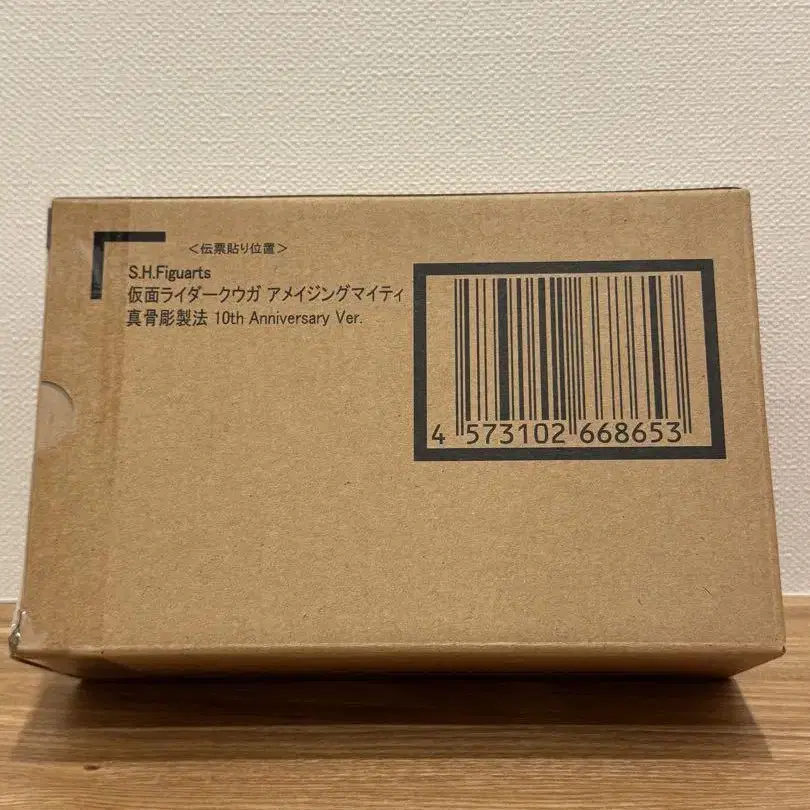 ＜伝票貼り位置＞
S.H.Figuarts
仮面ライダークウガ アメイジングマイティ
真骨彫製法 10th Anniversary Ver.
4 573102 668653